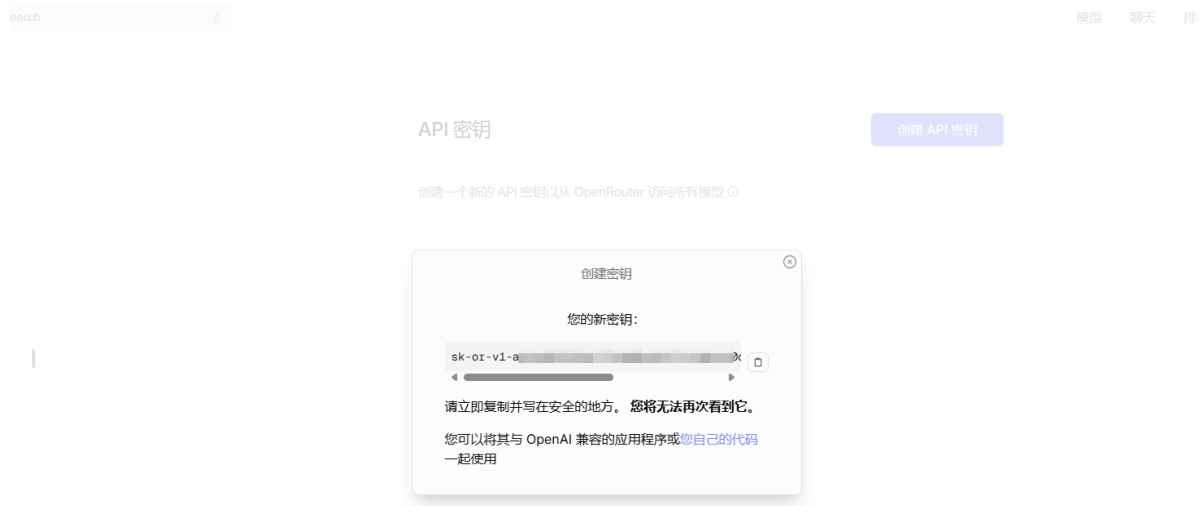 earch /
模型 聊天 排
API 密钥
创建 API 密钥
创建一个新的 API 密钥以从 OpenRouter 访问所有模型
创建密钥
您的新密钥：
sk-or-v1-a
请立即复制并写在安全的地方。 您将无法再次看到它。
您可以将其与 OpenAI 兼容的应用程序或您自己的代码
一起使用